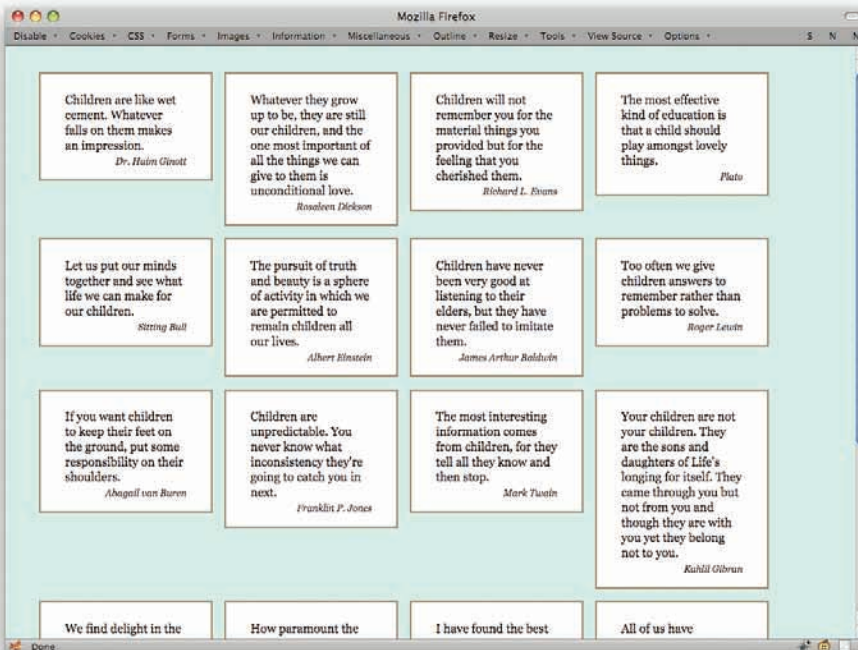 Mozilla Firefox
Disable Cookies CSS Forms Images Information Miscellaneous Outline Resize Tools View Source Options S N N
Children are like wet
cement. Whatever
falls on them makes
an impression.
Dr. Haim Ginott
Whatever they grow
up to be, they are still
our children, and the
one most important of
all the things we can
give to them is
unconditional love.
Rosaleen Dickson
Children will not
remember you for the
material things you
provided but for the
feeling that you
cherished them.
Richard L. Evans
The most effective
kind of education is
that a child should
play amongst lovely
things.
Plato
Let us put our minds
together and see what
life we can make for
our children.
Sitting Bull
The pursuit of truth
and beauty is a sphere
of activity in which we
are permitted to
remain children all
our lives.
Albert Einstein
Children have never
been very good at
listening to their
elders, but they have
never failed to imitate
them.
James Arthur Baldwin
Too often we give
children answers to
remember rather than
problems to solve.
Roger Lewin
If you want children
to keep their feet on
the ground, put some
responsibility on their
shoulders.
Abagail van Buren
Children are
unpredictable. You
never know what
inconsistency they're
going to catch you in
next.
Franklin P. Jones
The most interesting
information comes
from children, for they
tell all they know and
then stop.
Mark Twain
Your children are not
your children. They
are the sons and
daughters of Life's
longing for itself. They
came through you but
not from you and
though they are with
you yet they belong
not to you.
Kahlil Gibran
We find delight in the
How paramount the
I have found the best
All of us have
Done